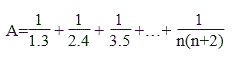 A=1/1.3 + 1/2.4 + 1/3.5 +...+ 1/n(n+2)